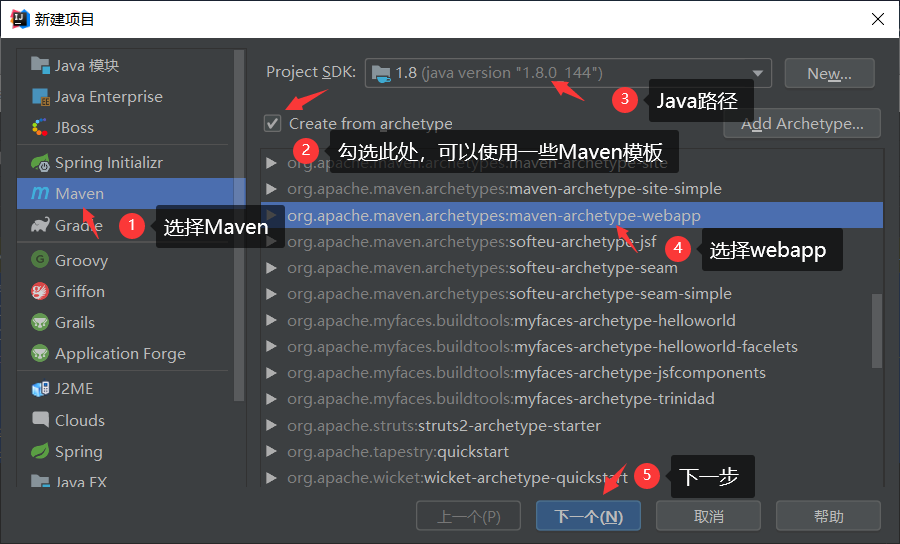 新建项目
Java 模块
Java Enterprise
JBoss
Spring Initializr
Maven
Gradle
Groovy
Griffon
Grails
Application Forge
J2ME
Clouds
Spring
Java FX
1 选择Maven
Project SDK: 1.8 (java version "1.8.0_144") New...
3 Java路径
Create from archetype Add Archetype...
2 勾选此处，可以使用一些Maven模板
org.apache.maven.archetypes:maven-archetype-site
org.apache.maven.archetypes:maven-archetype-site-simple
org.apache.maven.archetypes:maven-archetype-webapp
org.apache.maven.archetypes:softeu-archetype-jsf
4 选择webapp
org.apache.maven.archetypes:softeu-archetype-seam
org.apache.maven.archetypes:softeu-archetype-seam-simple
org.apache.myfaces.buildtools:myfaces-archetype-helloworld
org.apache.myfaces.buildtools:myfaces-archetype-helloworld-facelets
org.apache.myfaces.buildtools:myfaces-archetype-jsfcomponents
org.apache.myfaces.buildtools:myfaces-archetype-trinidad
org.apache.struts:struts2-archetype-starter
org.apache.tapestry:quickstart
org.apache.wicket:wicket-archetype-quickstart
5 下一步
上一个(P) 下一个(N) 取消 帮助